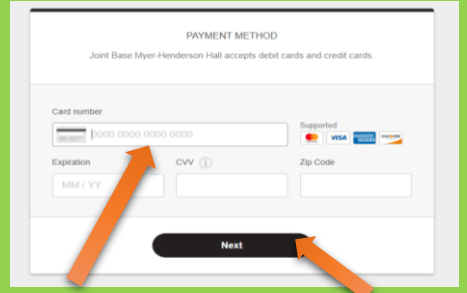 PAYMENT METHOD
Joint Base Myer-Henderson Hall accepts debit cards and credit cards.
Card number
0000 0000 0000 0000
Supported
VISA
Expiration
CVV
Zip Code
MM / YY
Next